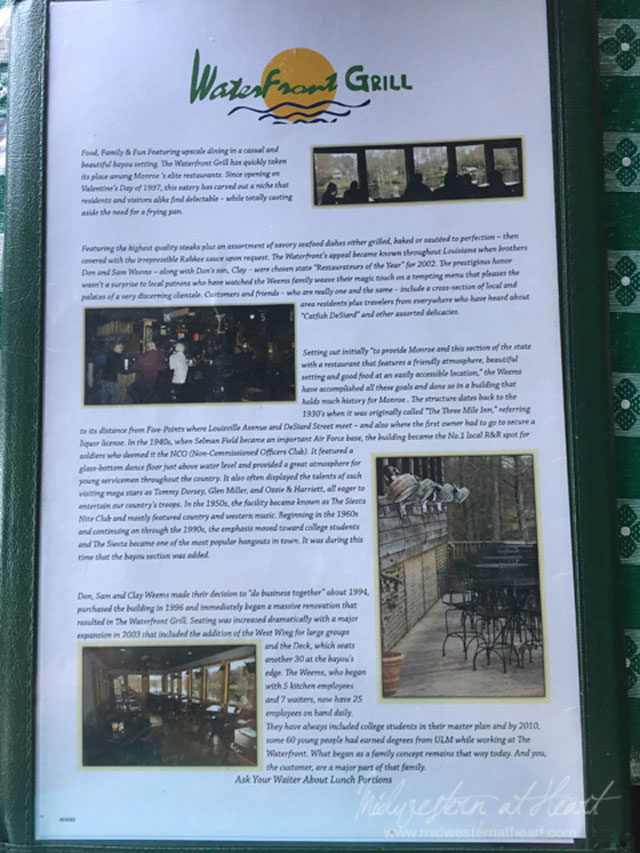 WaterFront GRILL
Food, Family & Fun Featuring upscale dining in a casual and
beautiful bayou setting. The Waterfront Grill has quickly taken
its place among Monroe 's elite restaurants. Since opening on
Valentine's Day of 1997, this eatery has carved out a niche that
residents and visitors alike find delectable – while totally casting
aside the need for a frying pan.
Featuring the highest quality steaks plus an assortment of savory seafood dishes either grilled, baked or sautéed to perfection – then
covered with the irrepressible Rahkes sauce upon request. The Waterfront's appeal became known throughout Louisiana when brothers
Don and Sam Weems – along with Don's son, Clay – were chosen state "Restaurateurs of the Year" for 2002. The prestigious honor
wasn't a surprise to local patrons who have watched the Weems family weave their magic touch on a tempting menu that pleases the
palates of a very discerning clientele. Customers and friends – who are really one and the same – include a cross-section of local and
area residents plus travelers from everywhere who have heard about
"Catfish DeSiard" and other assorted delicacies.
Setting out initially "to provide Monroe and this section of the state
with a restaurant that features a friendly atmosphere, beautiful
setting and good food at an easily accessible location," the Weems
have accomplished all these goals and done so in a building that
holds much history for Monroe . The structure dates back to the
1930's when it was originally called "The Three Mile Inn," referring
to its distance from Five-Points where Louisville Avenue and DeSiard Street meet – and also where the first owner had to go to secure a
liquor license. In the 1940s, when Selman Field became an important Air Force base, the building became the No.1 local R&R spot for
soldiers who deemed it the NCO (Non-Commissioned Officers Club). It featured a
glass-bottom dance floor just above water level and provided a great atmosphere for
young servicemen throughout the country. It also often displayed the talents of such
visiting mega stars as Tommy Dorsey, Glen Miller, and Ozzie & Harriett, all eager to
entertain our country's troops. In the 1950s, the facility became known as The Siesta
Nite Club and mostly featured country and western music. Beginning in the 1960s
and continuing on through the 1990s, the emphasis moved toward college students
and The Siesta became one of the most popular hangouts in town. It was during this
time that the bayou section was added.
Don, Sam and Clay Weems made their decision to "do business together" about 1994,
purchased the building in 1996 and immediately began a massive renovation that
resulted in The Waterfront Grill. Seating was increased dramatically with a major
expansion in 2003 that included the addition of the West Wing for large groups
and the Deck, which seats
another 30 at the bayou's
edge. The Weems, who began
with 5 kitchen employees
and 7 waiters, now have 25
employees on hand daily.
They have always included college students in their master plan and by 2010,
some 60 young people had earned degrees from ULM while working at The
Waterfront. What began as a family concept remains that way today. And you,
the customer, are a major part of that family.
Ask Your Waiter About Lunch Portions
Midwestern at Heart
www.midwesternatheart.com